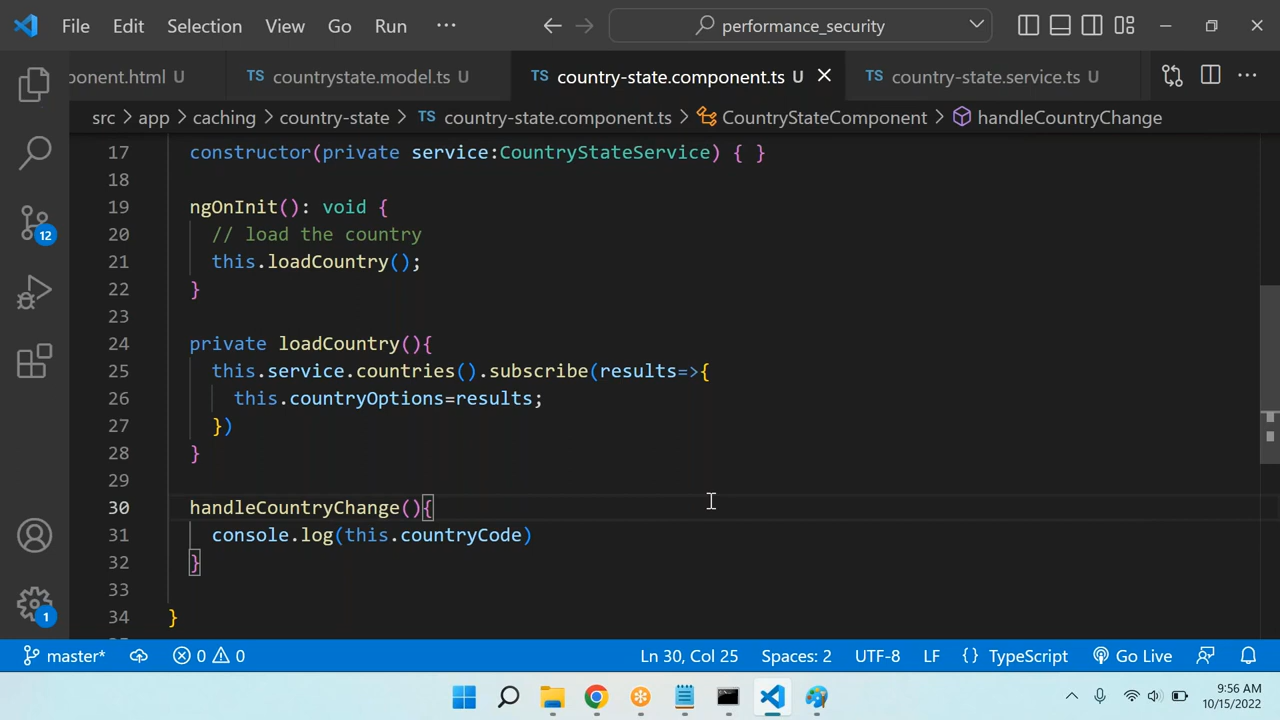 File Edit Selection View Go Run ··· performance_security
ponent.html U TS countrystate.model.ts U TS country-state.component.ts U TS country-state.service.ts U
src > app > caching > country-state > TS country-state.component.ts > CountryStateComponent > handleCountryChange
17 constructor(private service:CountryStateService) { }
18
19 ngOnInit(): void {
20 // load the country
21 this.loadCountry();
22 }
23
24 private loadCountry(){
25 this.service.countries().subscribe(results=>{
26 this.countryOptions=results;
27 })
28 }
29
30 handleCountryChange(){
31 console.log(this.countryCode)
32 }
33
34 }
12
1
master* 0 0 Ln 30, Col 25 Spaces: 2 UTF-8 LF {} TypeScript Go Live
9:56 AM
10/15/2022